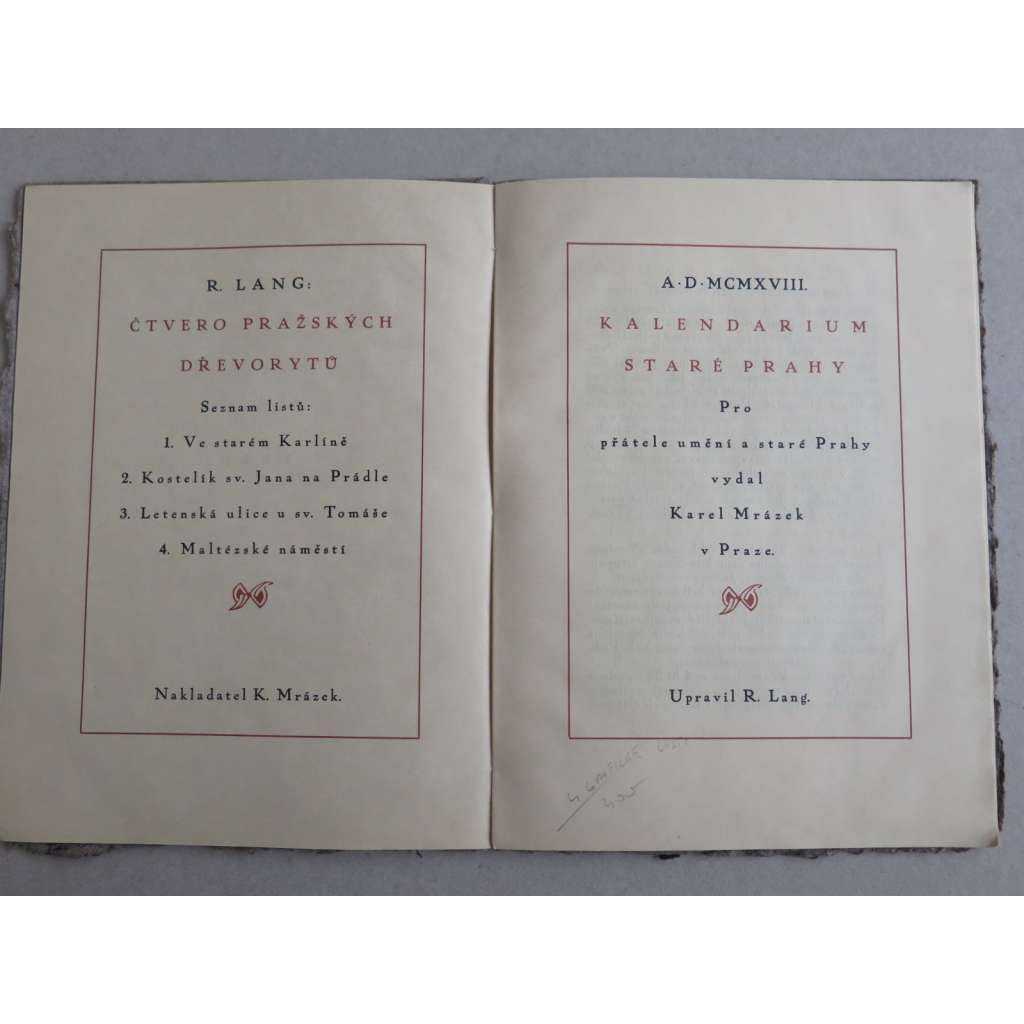 R. LANG:
ČTVERO PRAŽSKÝCH
DŘEVORYTŮ
Seznam listů:
1. Ve starém Karlíně
2. Kostelík sv. Jana na Prádle
3. Letenská ulice u sv. Tomáše
4. Maltézské náměstí
Nakladatel K. Mrázek.
A·D·MCMXVIII.
KALENDARIUM
STARÉ PRAHY
Pro
přátele umění a staré Prahy
vydal
Karel Mrázek
v Praze.
Upravil R. Lang.
4 GRAFICKÉ